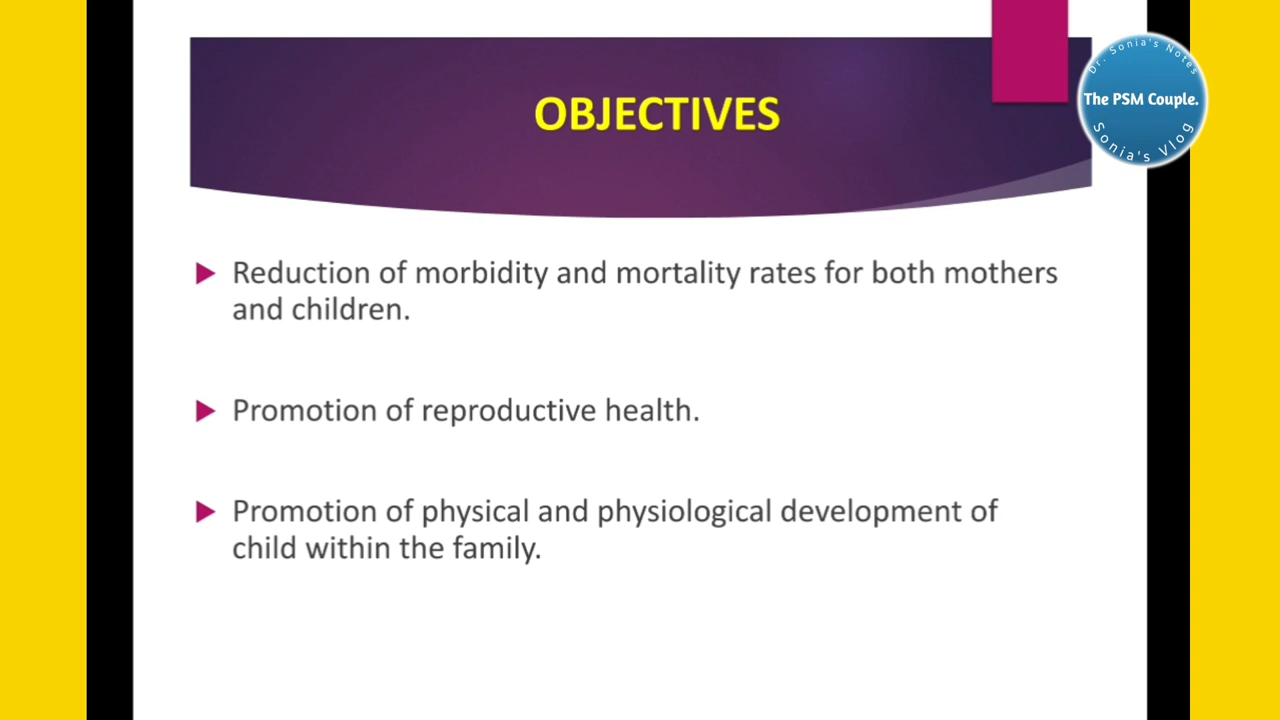 OBJECTIVES
Dr. Sonia's Notes
The PSM Couple.
Sonia's Vlog
Reduction of morbidity and mortality rates for both mothers
and children.
Promotion of reproductive health.
Promotion of physical and physiological development of
child within the family.